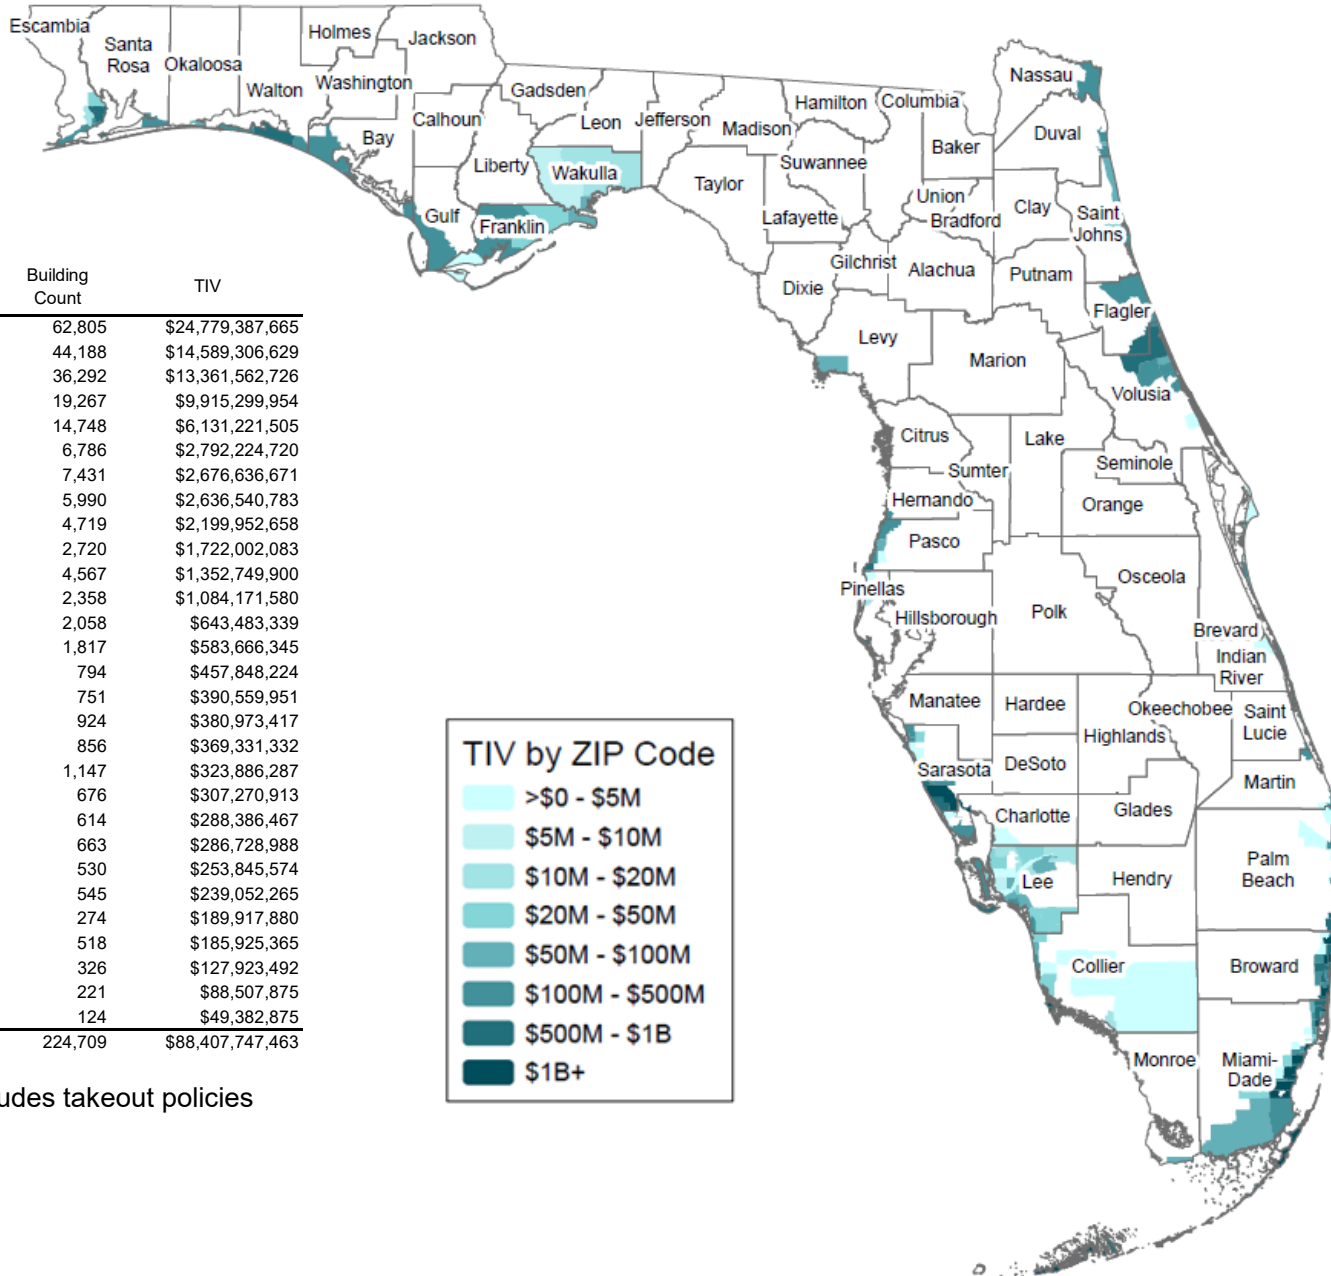 Escambia
Santa
Rosa
Okaloosa
Walton
Holmes
Washington
Jackson
Bay
Calhoun
Gulf
Liberty
Gadsden
Leon
Wakulla
Franklin
Jefferson
Madison
Taylor
Hamilton
Suwannee
Lafayette
Columbia
Baker
Union
Bradford
Nassau
Duval
Clay
Saint
Johns
Gilchrist
Dixie
Alachua
Putnam
Flagler
Levy
Marion
Volusia
Citrus
Sumter
Lake
Seminole
Orange
Hernando
Pasco
Pinellas
Hillsborough
Polk
Osceola
Brevard
Indian
River
Manatee
Hardee
Highlands
Okeechobee
Saint
Lucie
Sarasota
DeSoto
Martin
Charlotte
Glades
Lee
Hendry
Palm
Beach
Collier
Broward
Monroe
Miami-
Dade
Building
Count
TIV
62,805 $24,779,387,665
44,188 $14,589,306,629
36,292 $13,361,562,726
19,267 $9,915,299,954
14,748 $6,131,221,505
6,786 $2,792,224,720
7,431 $2,676,636,671
5,990 $2,636,540,783
4,719 $2,199,952,658
2,720 $1,722,002,083
4,567 $1,352,749,900
2,358 $1,084,171,580
2,058 $643,483,339
1,817 $583,666,345
794 $457,848,224
751 $390,559,951
924 $380,973,417
856 $369,331,332
1,147 $323,886,287
676 $307,270,913
614 $288,386,467
663 $286,728,988
530 $253,845,574
545 $239,052,265
274 $189,917,880
518 $185,925,365
326 $127,923,492
221 $88,507,875
124 $49,382,875
224,709 $88,407,747,463
udes takeout policies
TIV by ZIP Code
>$0 - $5M
$5M - $10M
$10M - $20M
$20M - $50M
$50M - $100M
$100M - $500M
$500M - $1B
$1B+